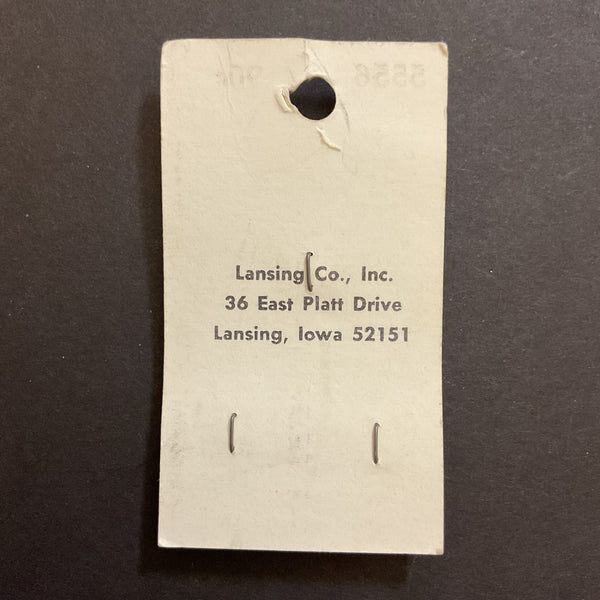 Lansing Co., Inc.
36 East Platt Drive
Lansing, Iowa 52151